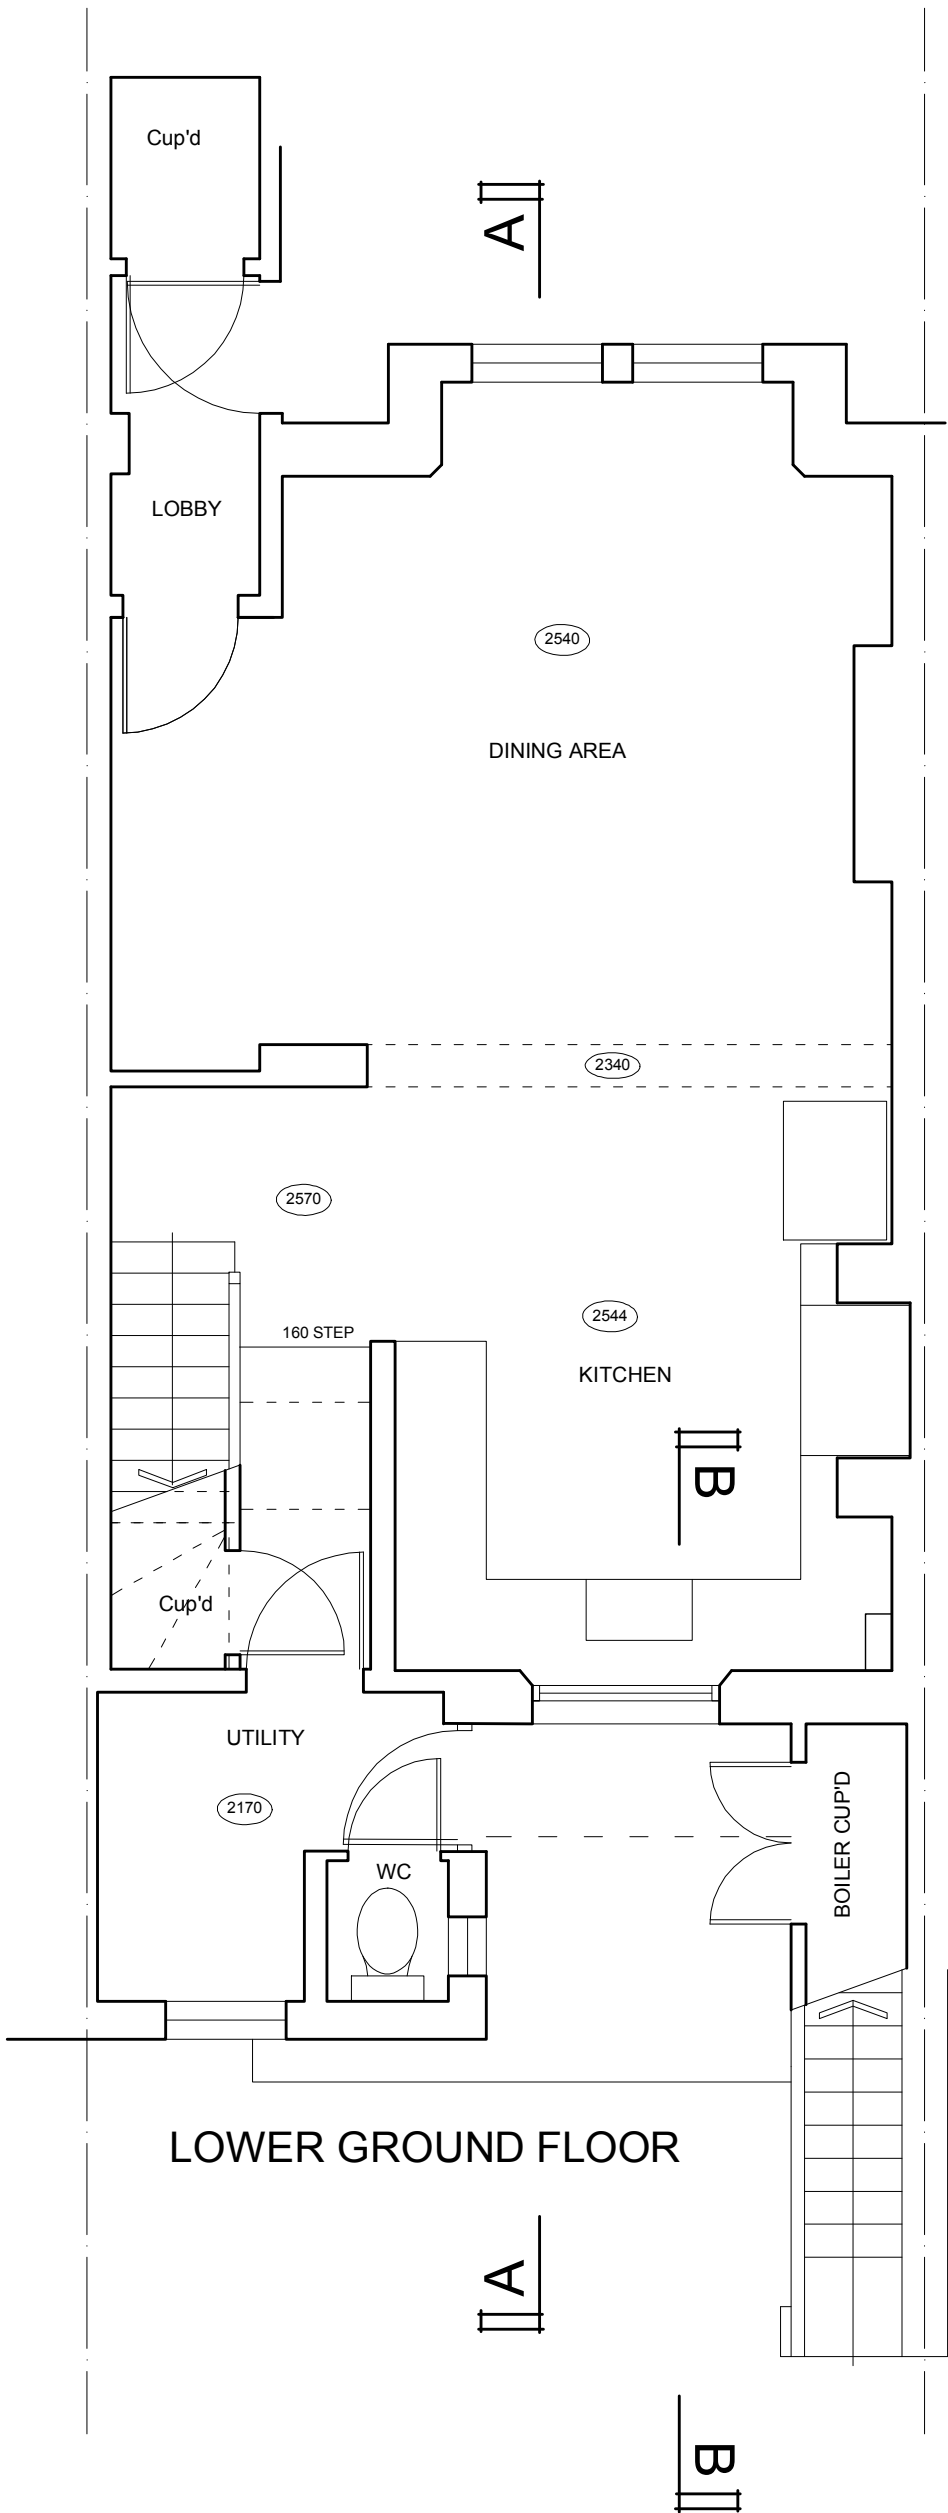 Cup'd
A
LOBBY
2540
DINING AREA
2340
2570
2544
160 STEP
KITCHEN
B
Cup'd
UTILITY
2170
BOILER CUP'D
WC
LOWER GROUND FLOOR
A
B